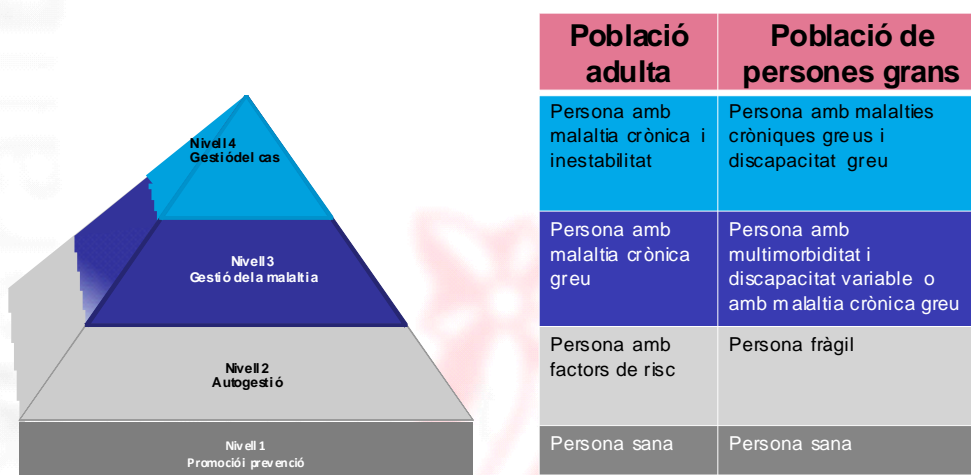 Nivell 4
Gestió del cas
Nivell 3
Gestió de la malaltia
Nivell 2
Autogestió
Nivell 1
Promoció i prevenció
Població adulta
Població de persones grans
Persona amb
malaltia crònica i
inestabilitat
Persona amb malalties
cròniques greus i
discapacitat greu
Persona amb
malaltia crònica
greu
Persona amb
multimorbiditat i
discapacitat variable o
amb malaltia crònica greu
Persona amb
factors de risc
Persona fràgil
Persona sana
Persona sana